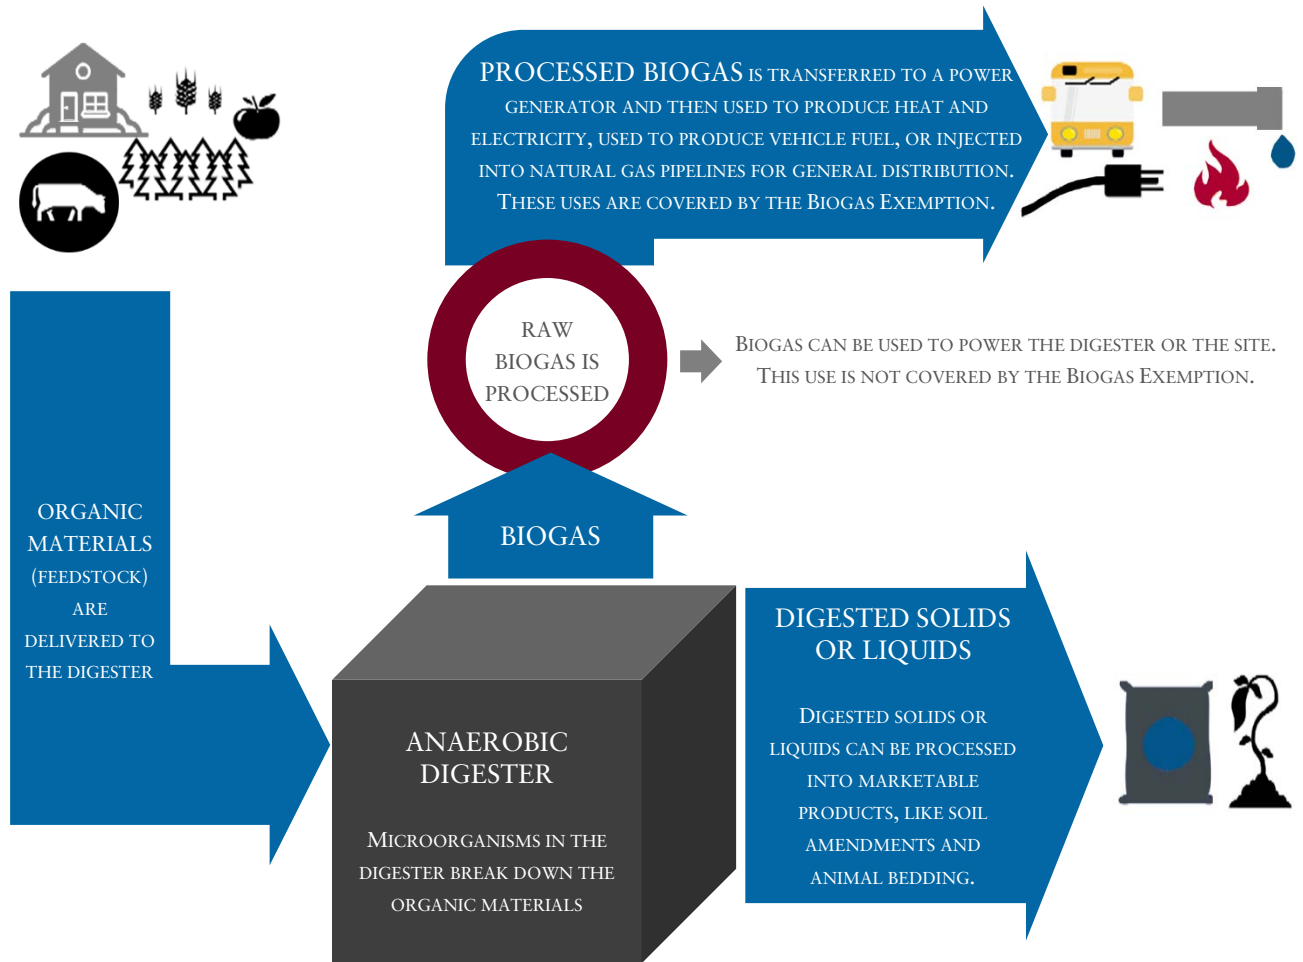 PROCESSED BIOGAS IS TRANSFERRED TO A POWER
GENERATOR AND THEN USED TO PRODUCE HEAT AND
ELECTRICITY, USED TO PRODUCE VEHICLE FUEL, OR INJECTED
INTO NATURAL GAS PIPELINES FOR GENERAL DISTRIBUTION.
THESE USES ARE COVERED BY THE BIOGAS EXEMPTION.
RAW
BIOGAS IS
PROCESSED
BIOGAS CAN BE USED TO POWER THE DIGESTER OR THE SITE.
THIS USE IS NOT COVERED BY THE BIOGAS EXEMPTION.
ORGANIC
MATERIALS
(FEEDSTOCK)
ARE
DELIVERED TO
THE DIGESTER
BIOGAS
ANAEROBIC
DIGESTER
MICROORGANISMS IN THE
DIGESTER BREAK DOWN THE
ORGANIC MATERIALS
DIGESTED SOLIDS
OR LIQUIDS
DIGESTED SOLIDS OR
LIQUIDS CAN BE PROCESSED
INTO MARKETABLE
PRODUCTS, LIKE SOIL
AMENDMENTS AND
ANIMAL BEDDING.